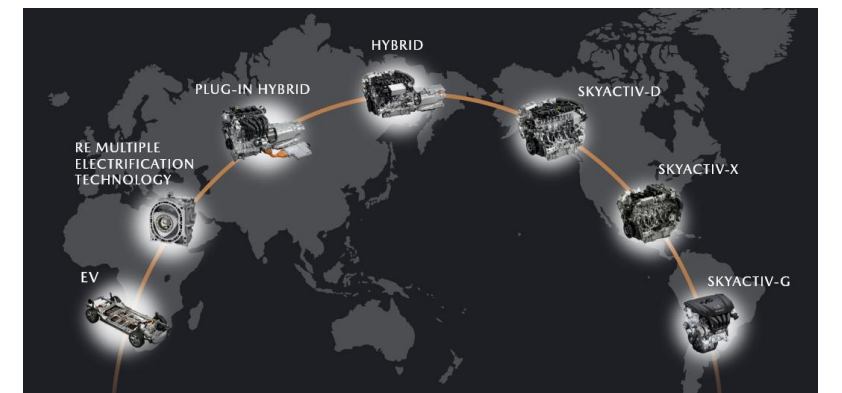 HYBRID
PLUG-IN HYBRID
SKYACTIV-D
RE MULTIPLE
ELECTRIFICATION
TECHNOLOGY
SKYACTIV-X
EV
SKYACTIV-G